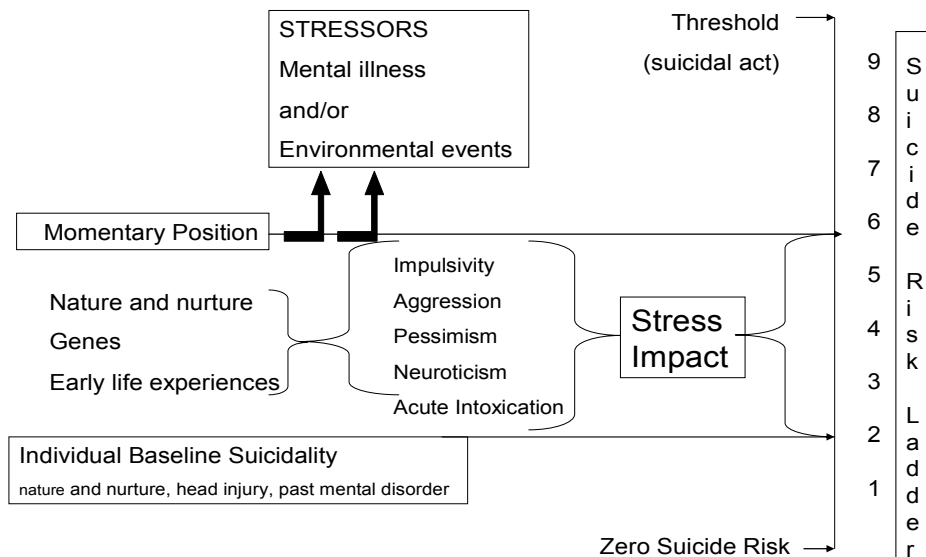 STRESSORS
Mental illness
and/or
Environmental events
Threshold
(suicidal act)
Momentary Position
Nature and nurture
Genes
Early life experiences
Impulsivity
Aggression
Pessimism
Neuroticism
Acute Intoxication
Stress
Impact
Individual Baseline Suicidality
nature and nurture, head injury, past mental disorder
Zero Suicide Risk
9
8
7
6
5
4
3
2
1
Suicide Risk Ladder